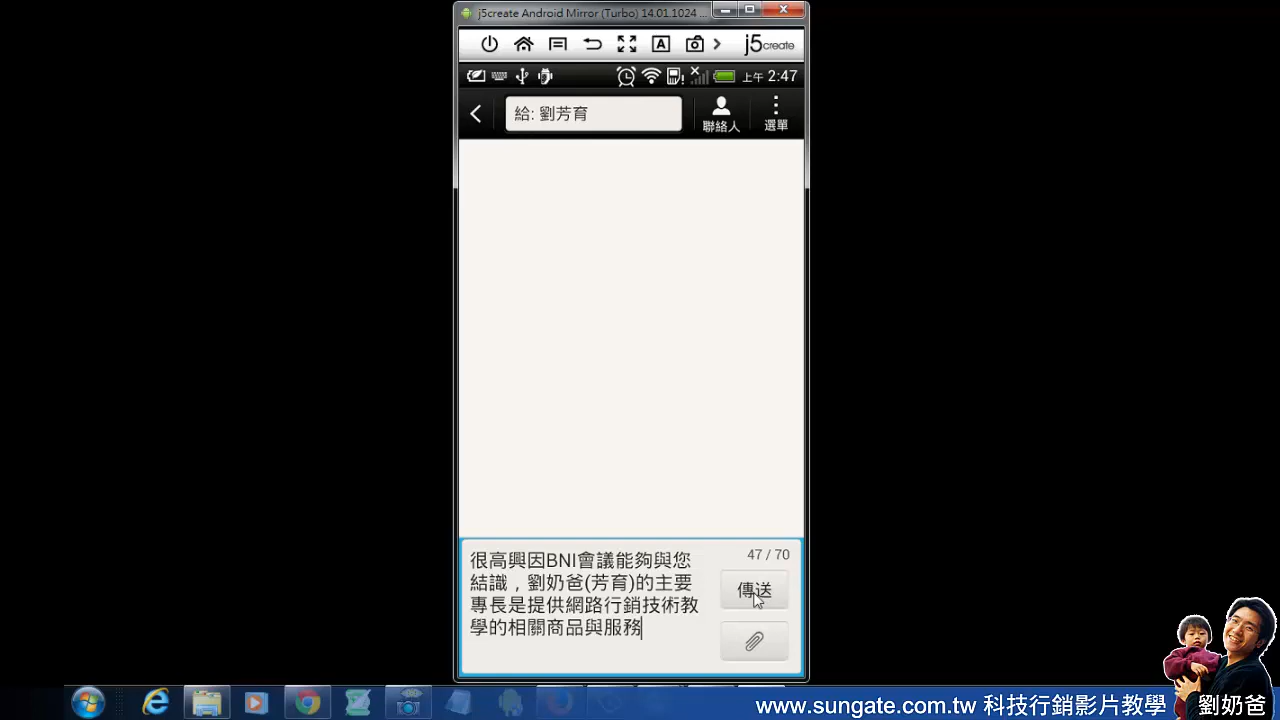 j5create Android Mirror (Turbo) 14.01.1024 ...
A
j5create
上午 2:47
給: 劉芳育
聯絡人
選單
47 / 70
很高興因BNI會議能夠與您
結識，劉奶爸(芳育)的主要
專長是提供網路行銷技術教
學的相關商品與服務
傳送
www.sungate.com.tw 科技行銷影片教學
劉奶爸